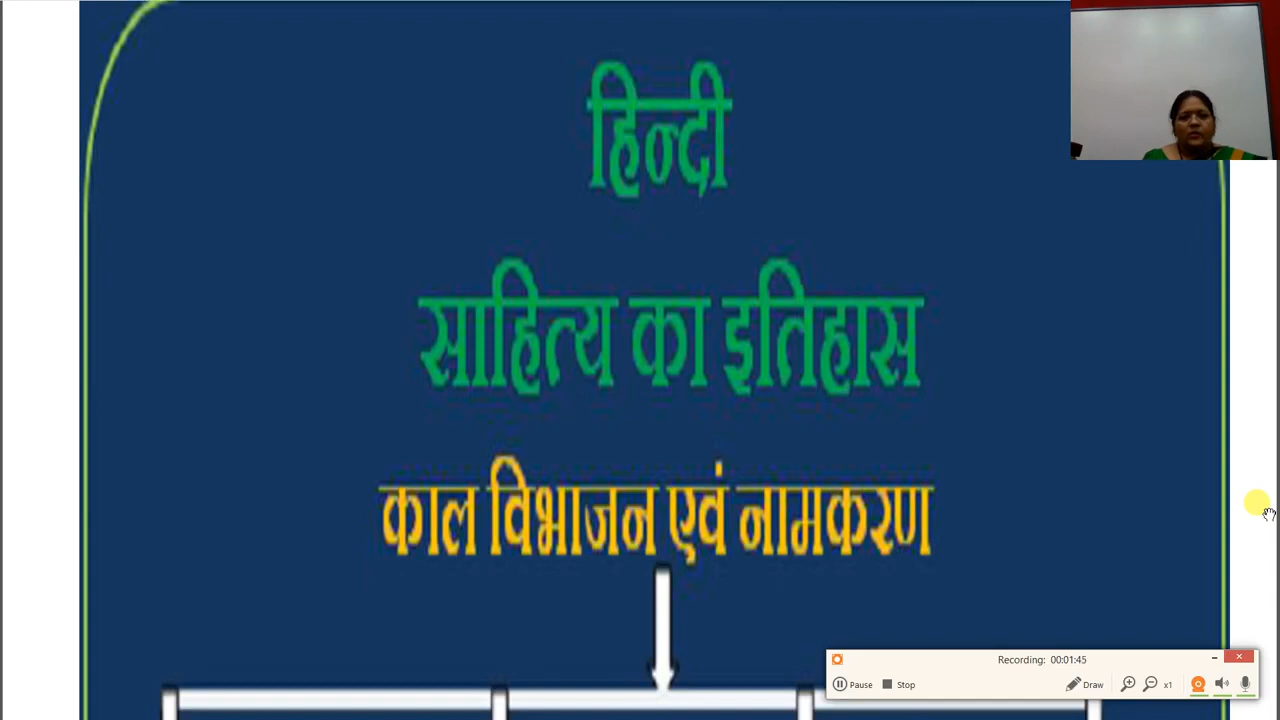 हिन्दी
साहित्य का इतिहास
काल विभाजन एवं नामकरण
Recording: 00:01:45
Pause Stop Draw x1